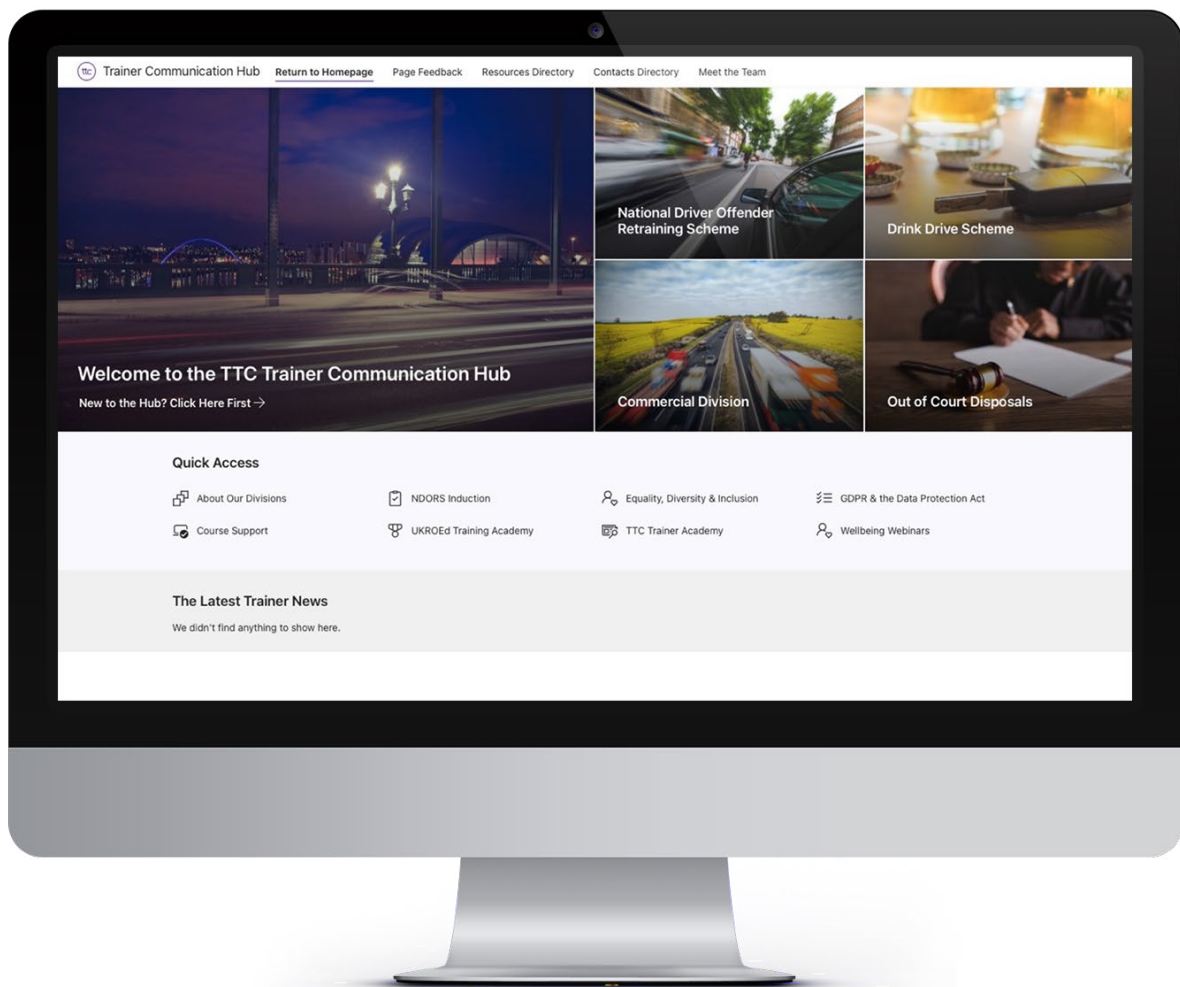 ttc Trainer Communication Hub Return to Homepage Page Feedback Resources Directory Contacts Directory Meet the Team
Welcome to the TTC Trainer Communication Hub
New to the Hub? Click Here First →
National Driver Offender
Retraining Scheme
Drink Drive Scheme
Commercial Division
Out of Court Disposals
Quick Access
About Our Divisions NDORS Induction Equality, Diversity & Inclusion GDPR & the Data Protection Act
Course Support UKROEd Training Academy TTC Trainer Academy Wellbeing Webinars
The Latest Trainer News
We didn't find anything to show here.